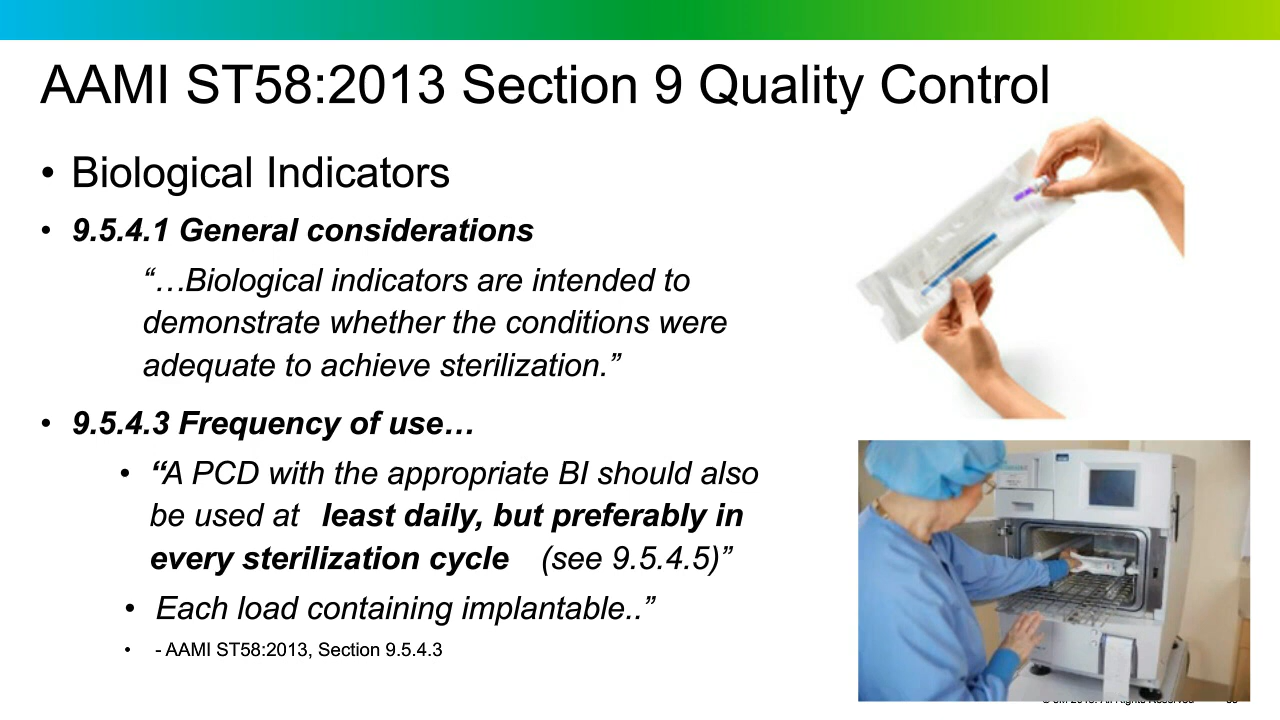 AAMI ST58:2013 Section 9 Quality Control
• Biological Indicators
• 9.5.4.1 General considerations
“…Biological indicators are intended to
demonstrate whether the conditions were
adequate to achieve sterilization.”
• 9.5.4.3 Frequency of use…
• “A PCD with the appropriate BI should also
be used at least daily, but preferably in
every sterilization cycle (see 9.5.4.5)”
• Each load containing implantable..”
• - AAMI ST58:2013, Section 9.5.4.3